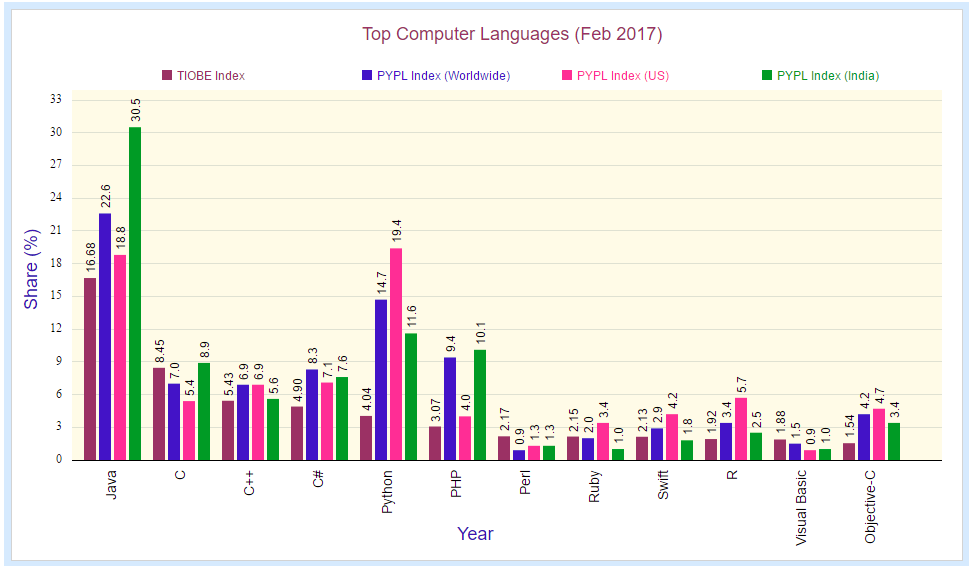 Top Computer Languages (Feb 2017)
TIOBE Index PYPL Index (Worldwide) PYPL Index (US) PYPL Index (India)
Share (%)
33
30
27
24
21
18
15
12
9
6
3
0
16.68 22.6 18.8 30.5
8.45 7.0 5.4 8.9
5.43 6.9 6.9 5.6
4.90 8.3 7.1 7.6
4.04 14.7 19.4 11.6
3.07 9.4 4.0 10.1
2.17 0.9 1.3 1.3
2.15 2.0 3.4 1.0
2.13 2.9 4.2 1.8
1.92 3.4 5.7 2.5
1.88 1.5 0.9 1.0
1.54 4.2 4.7 3.4
Java
C
C++
C#
Python
PHP
Perl
Ruby
Swift
R
Visual Basic
Objective-C
Year